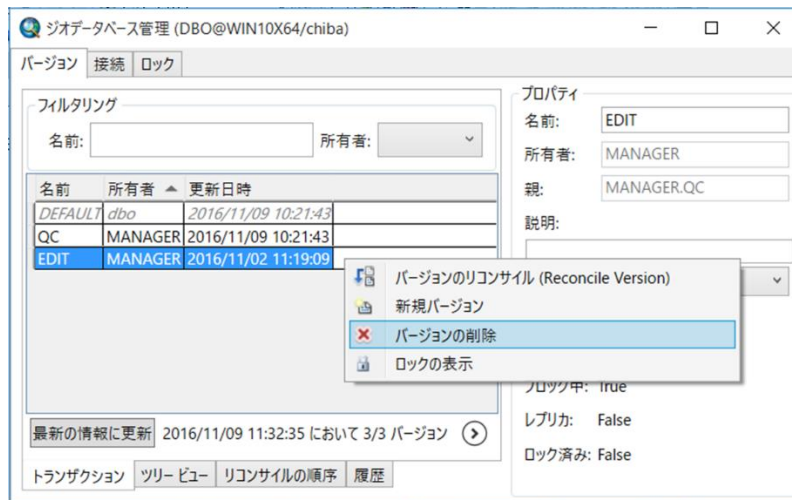 ジオデータベース管理 (DBO@WIN10X64/chiba)
バージョン 接続 ロック
フィルタリング
名前: 所有者:
名前 所有者 更新日時
DEFAULT dbo 2016/11/09 10:21:43
QC MANAGER 2016/11/09 10:21:43
EDIT MANAGER 2016/11/02 11:19:09
バージョンのリコンサイル (Reconcile Version)
新規バージョン
バージョンの削除
ロックの表示
最新の情報に更新 2016/11/09 11:32:35 において 3/3 バージョン
トランザクション ツリー ビュー リコンサイルの順序 履歴
プロパティ
名前: EDIT
所有者: MANAGER
親: MANAGER.QC
説明:
ブロック中: True
レプリカ: False
ロック済み: False